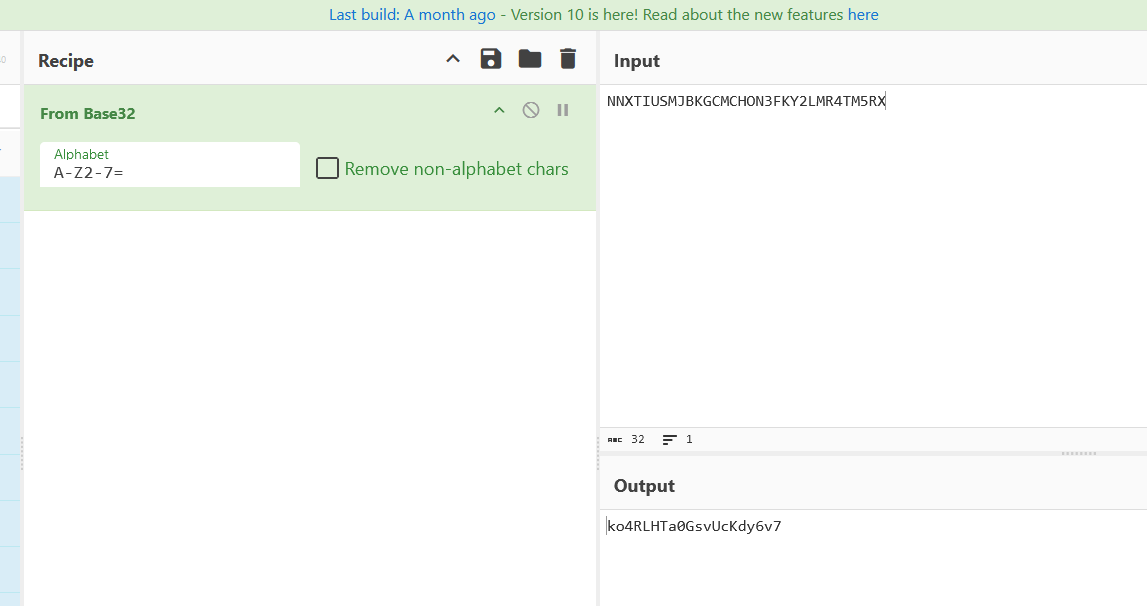 Last build: A month ago - Version 10 is here! Read about the new features here
Recipe
Input
From Base32
Alphabet
A-Z2-7=
Remove non-alphabet chars
NNXTIUSMJBKGCMCHON3FKY2LMR4TM5RX
ABC 32 1
Output
ko4RLHTa0GsvUcKdy6v7